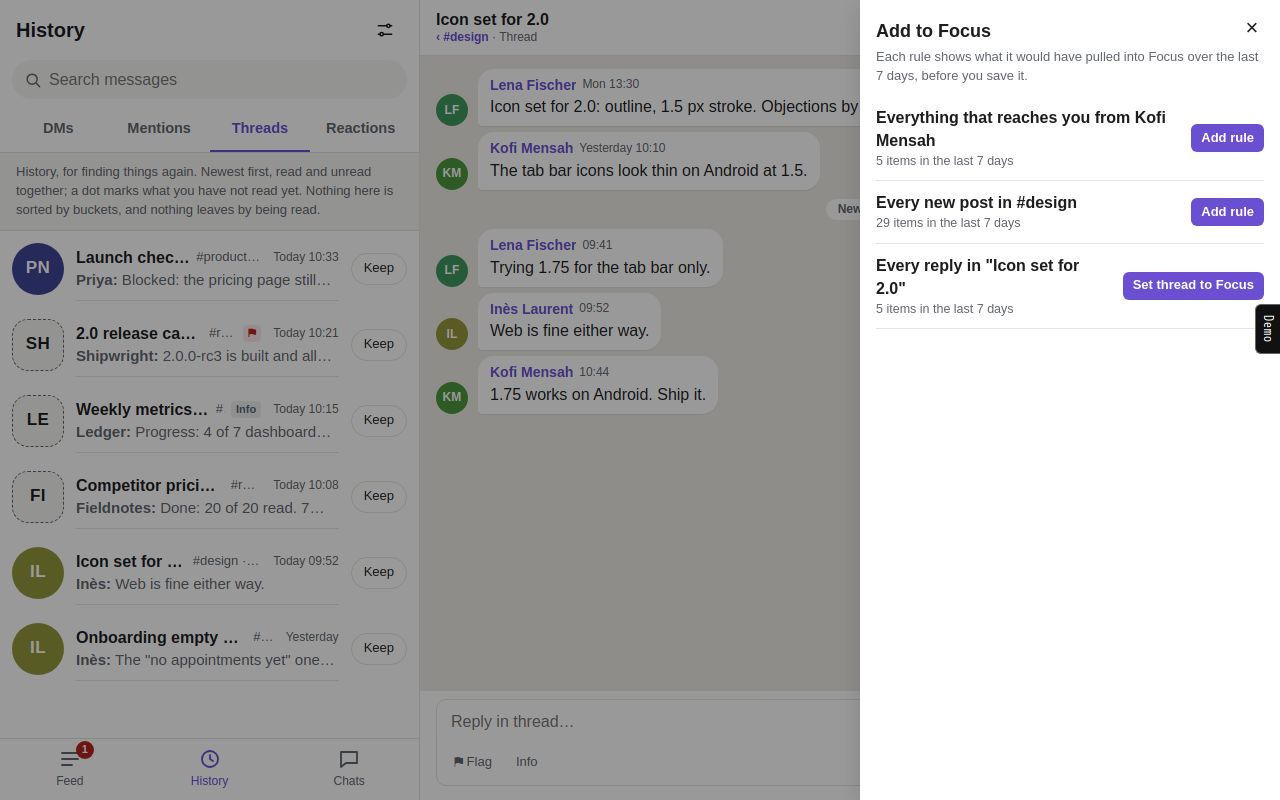 History
Search messages
DMs
Mentions
Threads
Reactions
History, for finding things again. Newest first, read and unread
together; a dot marks what you have not read yet. Nothing here is
sorted by buckets, and nothing leaves by being read.
PN
Launch chec… #product… Today 10:33
Priya: Blocked: the pricing page still…
Keep
SH
2.0 release ca… #r… Today 10:21
Shipwright: 2.0.0-rc3 is built and all…
Keep
LE
Weekly metrics… # Info Today 10:15
Ledger: Progress: 4 of 7 dashboard…
Keep
FI
Competitor prici… #r… Today 10:08
Fieldnotes: Done: 20 of 20 read. 7…
Keep
IL
Icon set for … #design ·… Today 09:52
Inès: Web is fine either way.
Keep
IL
Onboarding empty … #… Yesterday
Inès: The "no appointments yet" one…
Keep
1
Feed
History
Chats
Icon set for 2.0
‹ #design · Thread
LF
Lena Fischer Mon 13:30
Icon set for 2.0: outline, 1.5 px stroke. Objections by
KM
Kofi Mensah Yesterday 10:10
The tab bar icons look thin on Android at 1.5.
New
LF
Lena Fischer 09:41
Trying 1.75 for the tab bar only.
IL
Inès Laurent 09:52
Web is fine either way.
KM
Kofi Mensah 10:44
1.75 works on Android. Ship it.
Reply in thread…
Flag
Info
Add to Focus
Each rule shows what it would have pulled into Focus over the last
7 days, before you save it.
Everything that reaches you from Kofi
Mensah
5 items in the last 7 days
Add rule
Every new post in #design
29 items in the last 7 days
Add rule
Every reply in "Icon set for
2.0"
5 items in the last 7 days
Set thread to Focus
Demo